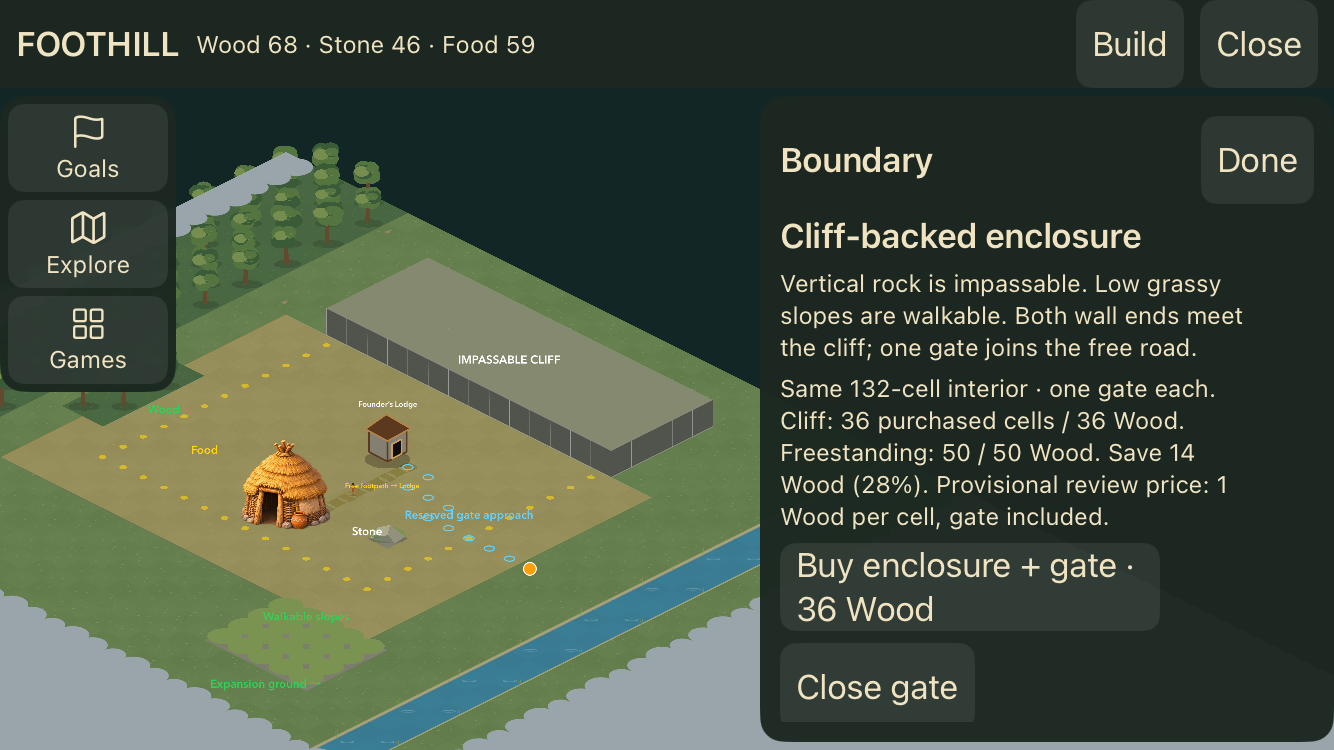 FOOTHILL Wood 68 · Stone 46 · Food 59
Build
Close
Goals
Explore
Games
IMPASSABLE CLIFF
Founder's Lodge
Wood
Food
Free footpath → Lodge
Reserved gate approach
Stone
Walkable slopes
Expansion ground
Boundary
Done
Cliff-backed enclosure
Vertical rock is impassable. Low grassy
slopes are walkable. Both wall ends meet
the cliff; one gate joins the free road.
Same 132-cell interior · one gate each.
Cliff: 36 purchased cells / 36 Wood.
Freestanding: 50 / 50 Wood. Save 14
Wood (28%). Provisional review price: 1
Wood per cell, gate included.
Buy enclosure + gate ·
36 Wood
Close gate